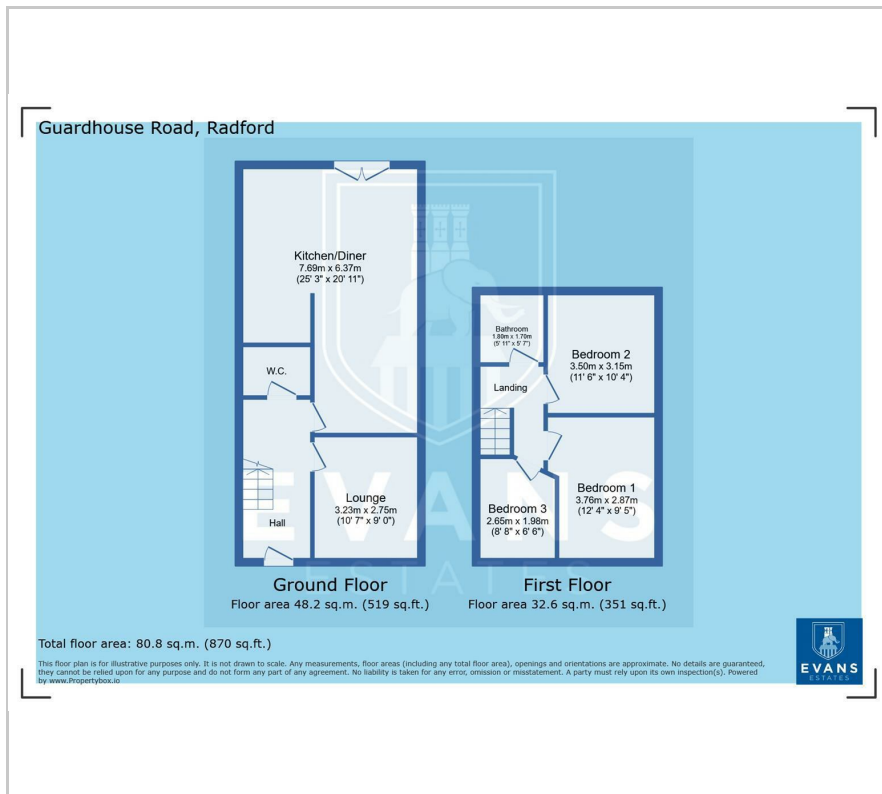 Guardhouse Road, Radford
Kitchen/Diner
7.69m x 6.37m
(25' 3" x 20' 11")
W.C.
Lounge
3.23m x 2.75m
(10' 7" x 9' 0")
Hall
Bathroom
1.80m x 1.70m
(5' 11" x 5' 7")
Bedroom 2
3.50m x 3.15m
(11' 6" x 10' 4")
Landing
Bedroom 1
3.76m x 2.87m
(12' 4" x 9' 5")
Bedroom 3
2.65m x 1.98m
(8' 8" x 6' 6")
EVANS
ESTATES
Ground Floor
Floor area 48.2 sq.m. (519 sq.ft.)
First Floor
Floor area 32.6 sq.m. (351 sq.ft.)
Total floor area: 80.8 sq.m. (870 sq.ft.)
This floor plan is for illustrative purposes only. It is not drawn to scale. Any measurements, floor areas (including any total floor area), openings and orientations are approximate. No details are guaranteed,
they cannot be relied upon for any purpose and do not form any part of any agreement. No liability is taken for any error, omission or misstatement. A party must rely upon its own inspection(s). Powered
by www.Propertybox.io
EVANS
ESTATES